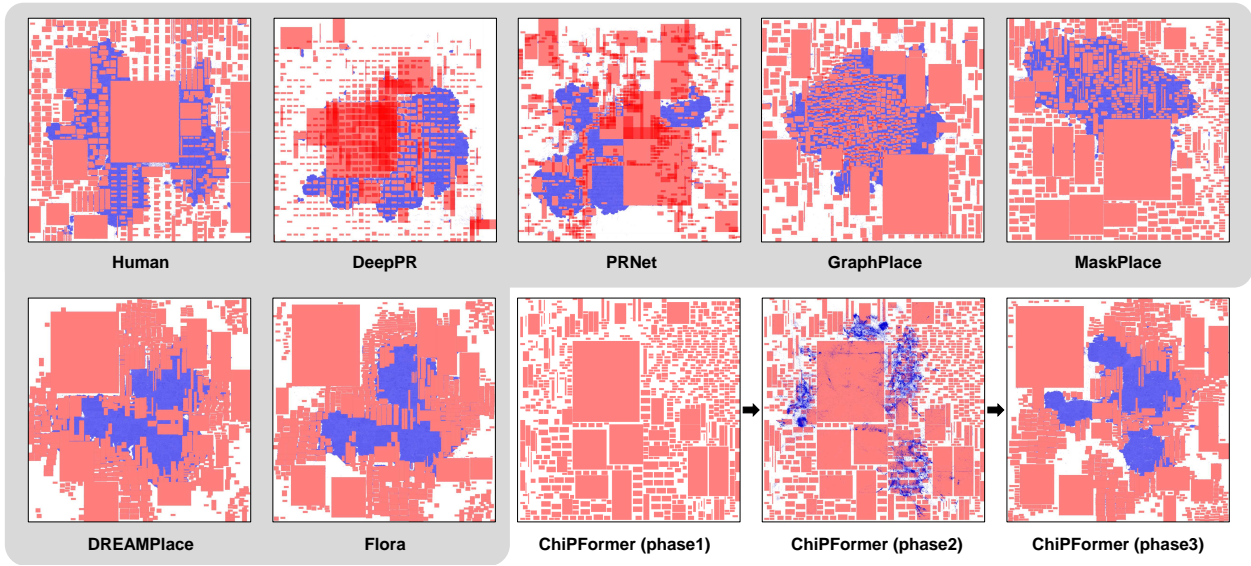 Human
DeepPR
PRNet
GraphPlace
MaskPlace
DREAMPlace
Flora
ChiPFormer (phase1)
ChiPFormer (phase2)
ChiPFormer (phase3)